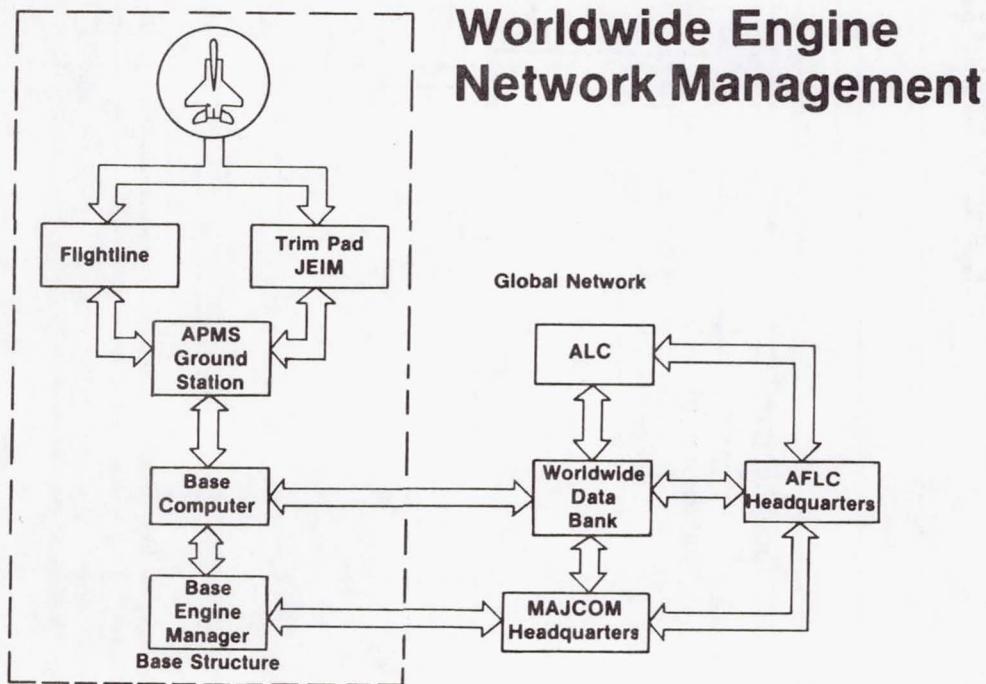 Worldwide Engine
Network Management
Flightline
Trim Pad
JEIM
APMS
Ground
Station
Base
Computer
Base
Engine
Manager
Base Structure
Global Network
ALC
Worldwide
Data
Bank
AFLC
Headquarters
MAJCOM
Headquarters